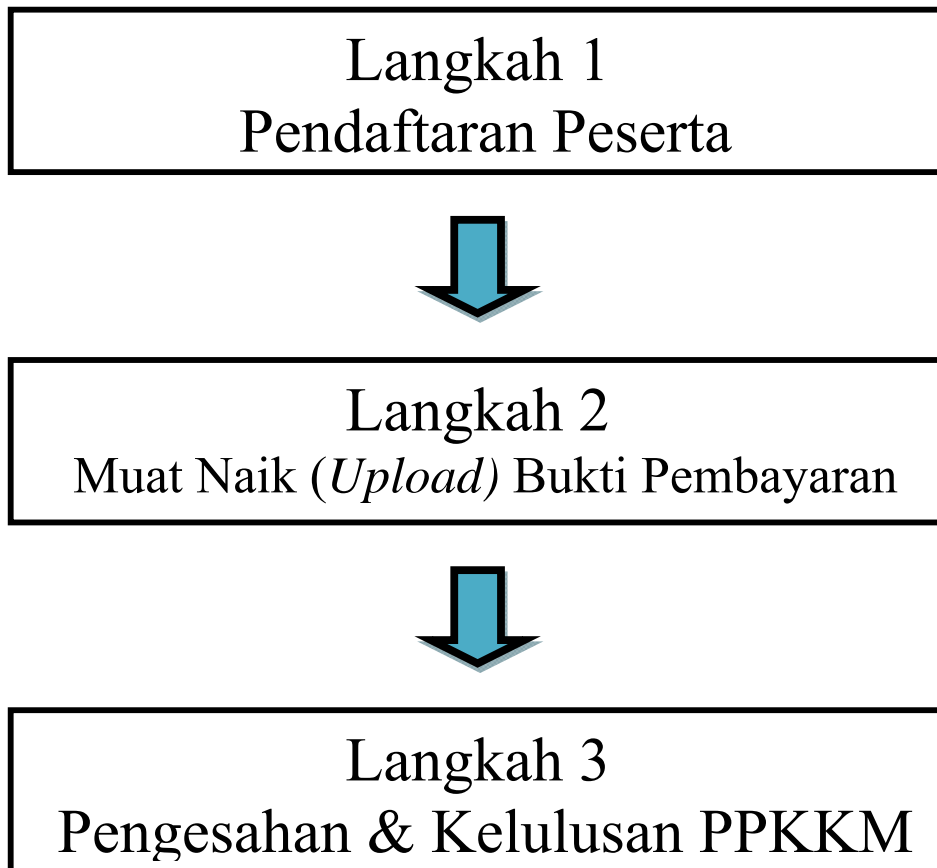 Langkah 1
Pendaftaran Peserta
Langkah 2
Muat Naik (Upload) Bukti Pembayaran
Langkah 3
Pengesahan & Kelulusan PPKKM